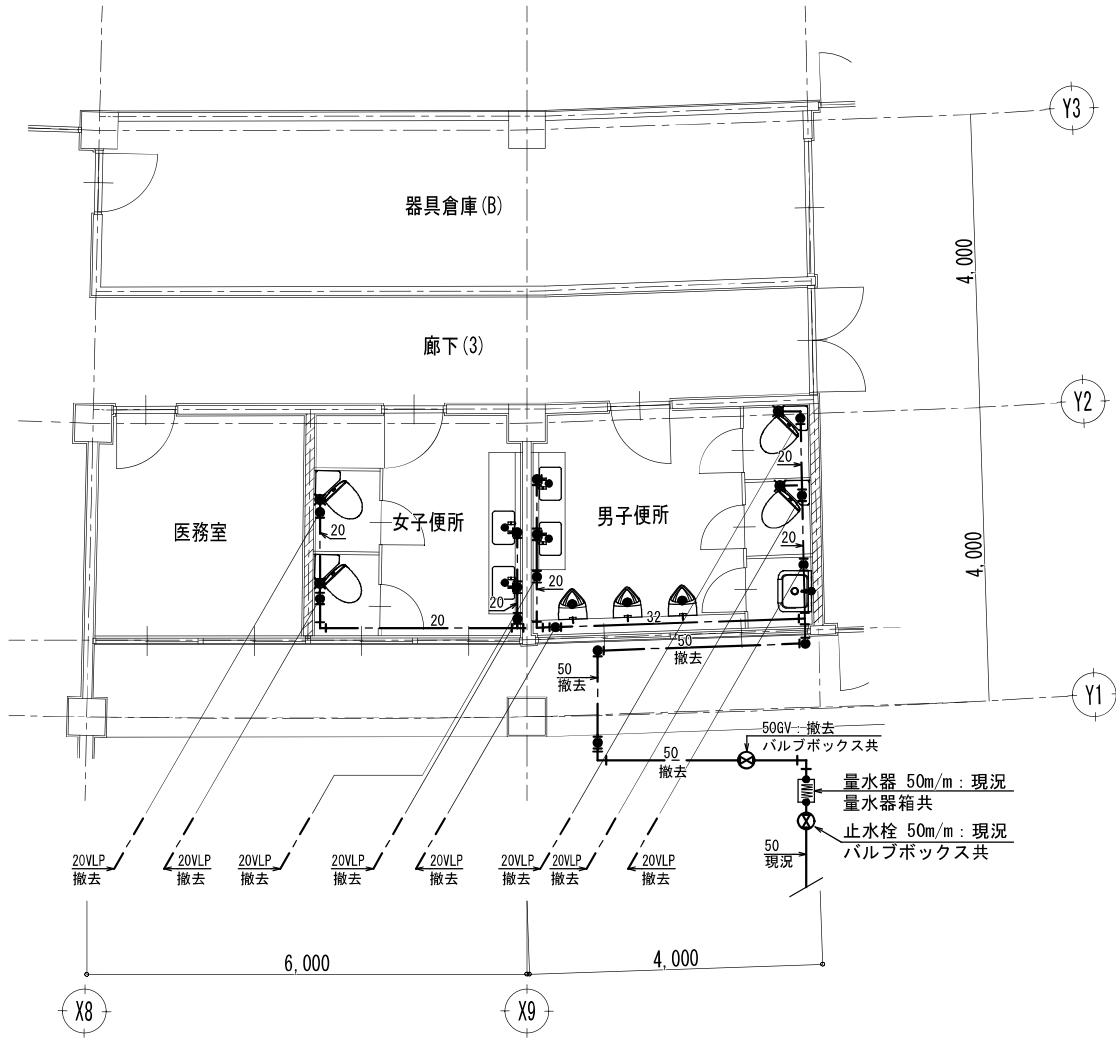 Y3
器具倉庫(B)
4,000
廊下(3)
Y2
20
医務室
女子便所
男子便所
20
20
4,000
20
20
20
32
50
撤去
50
撤去
Y1
50GV:撤去
バルブボックス共
50
撤去
量水器 50m/m:現況
量水器箱共
止水栓 50m/m:現況
バルブボックス共
50
現況
20VLP
撤去
20VLP
撤去
20VLP
撤去
20VLP
撤去
20VLP
撤去
20VLP
撤去
20VLP
撤去
20VLP
撤去
6,000
4,000
X8
X9